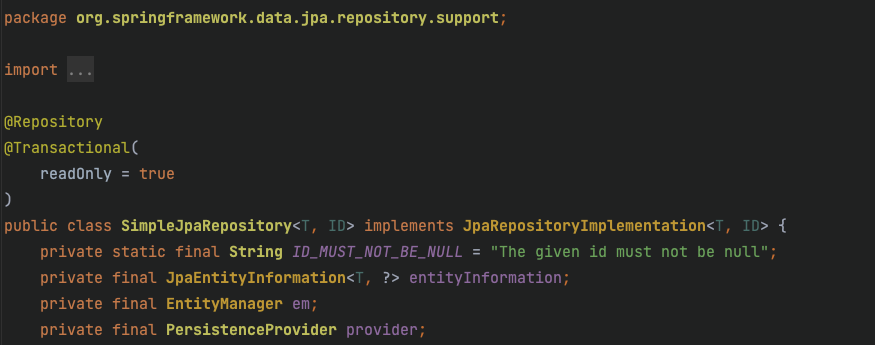 package org.springframework.data.jpa.repository.support;
import ...
@Repository
@Transactional(
    readOnly = true
)
public class SimpleJpaRepository<T, ID> implements JpaRepositoryImplementation<T, ID> {
    private static final String ID_MUST_NOT_BE_NULL = "The given id must not be null";
    private final JpaEntityInformation<T, ?> entityInformation;
    private final EntityManager em;
    private final PersistenceProvider provider;